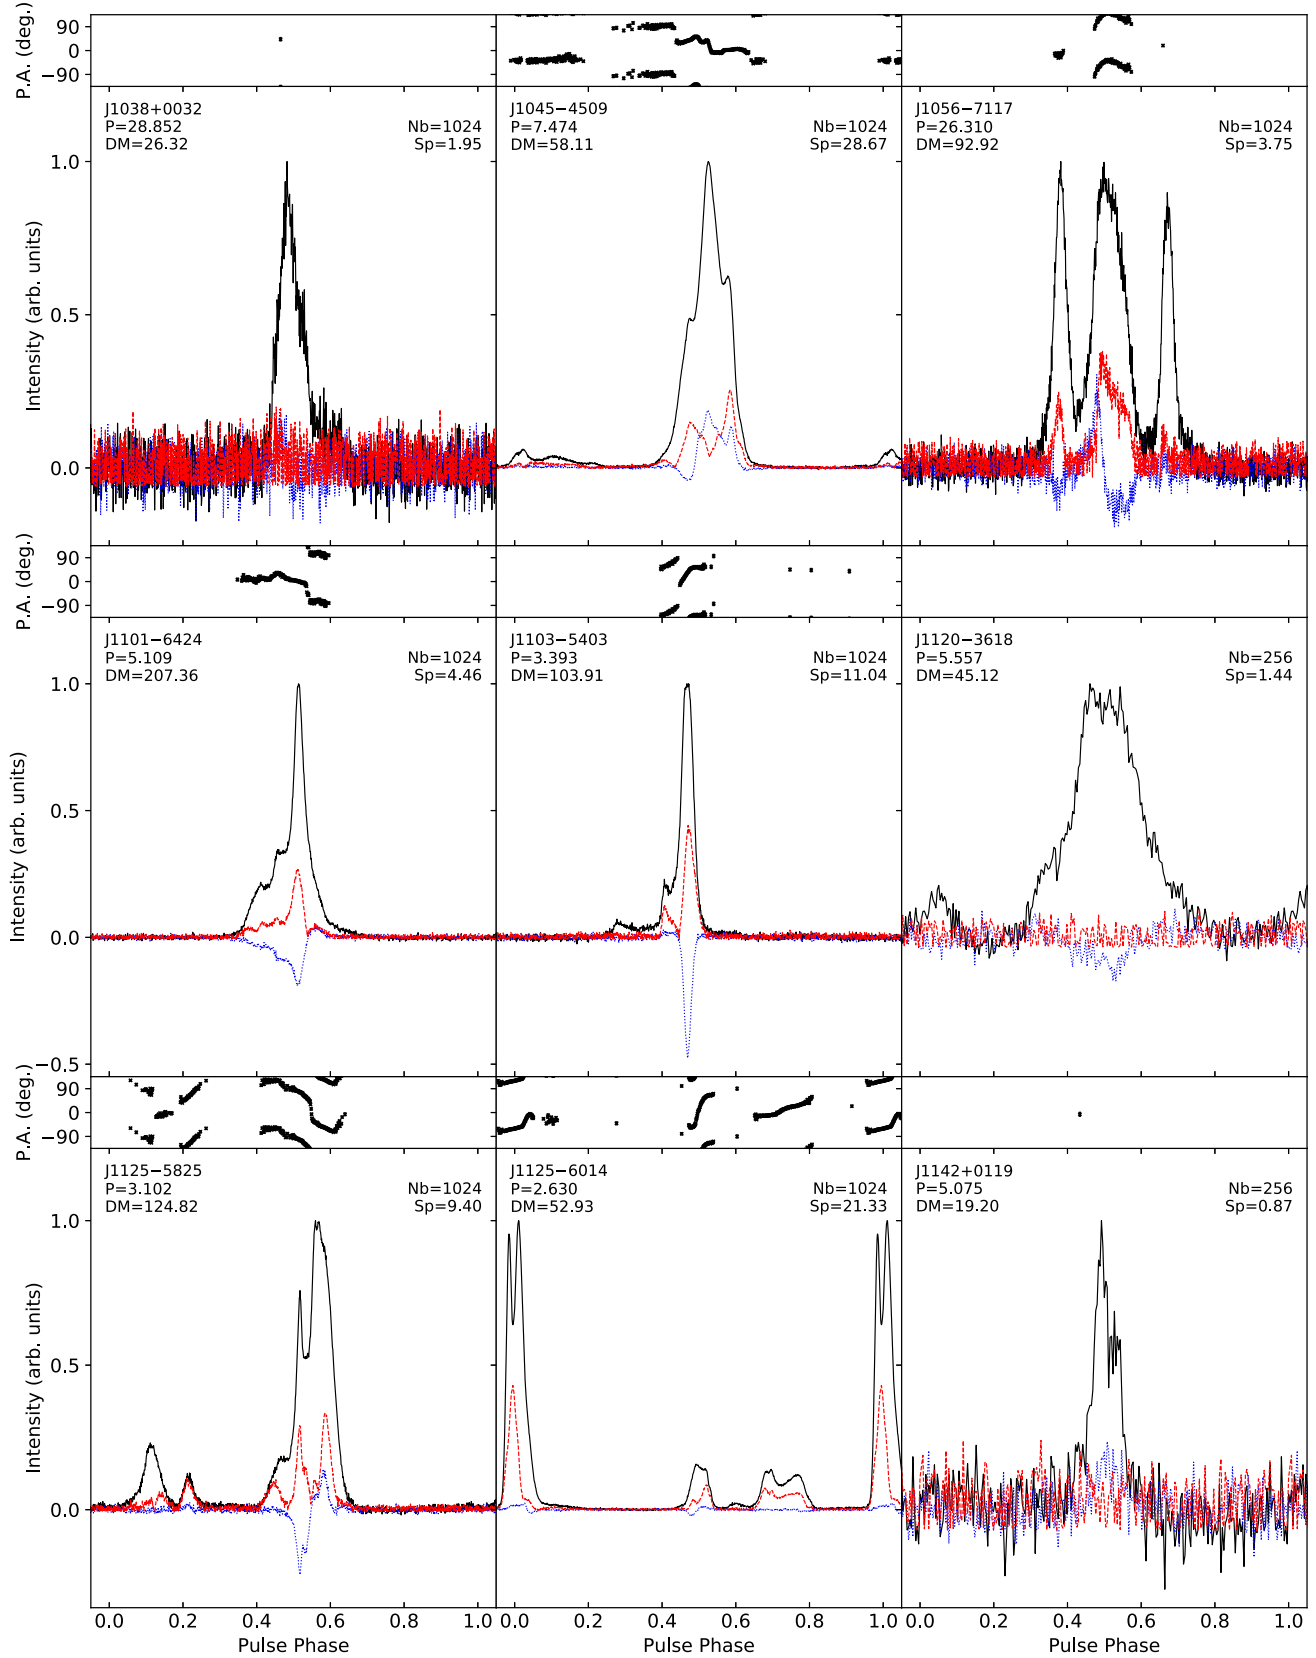 P.A. (deg.)
90
0
−90
J1038+0032
P=28.852
DM=26.32
Nb=1024
Sp=1.95
J1045−4509
P=7.474
DM=58.11
Nb=1024
Sp=28.67
J1056−7117
P=26.310
DM=92.92
Nb=1024
Sp=3.75
Intensity (arb. units)
1.0
0.5
0.0
P.A. (deg.)
90
0
−90
J1101−6424
P=5.109
DM=207.36
Nb=1024
Sp=4.46
J1103−5403
P=3.393
DM=103.91
Nb=1024
Sp=11.04
J1120−3618
P=5.557
DM=45.12
Nb=256
Sp=1.44
Intensity (arb. units)
1.0
0.5
0.0
−0.5
P.A. (deg.)
90
0
−90
J1125−5825
P=3.102
DM=124.82
Nb=1024
Sp=9.40
J1125−6014
P=2.630
DM=52.93
Nb=1024
Sp=21.33
J1142+0119
P=5.075
DM=19.20
Nb=256
Sp=0.87
Intensity (arb. units)
1.0
0.5
0.0
0.0 0.2 0.4 0.6 0.8 1.0
0.0 0.2 0.4 0.6 0.8 1.0
0.0 0.2 0.4 0.6 0.8 1.0
Pulse Phase
Pulse Phase
Pulse Phase